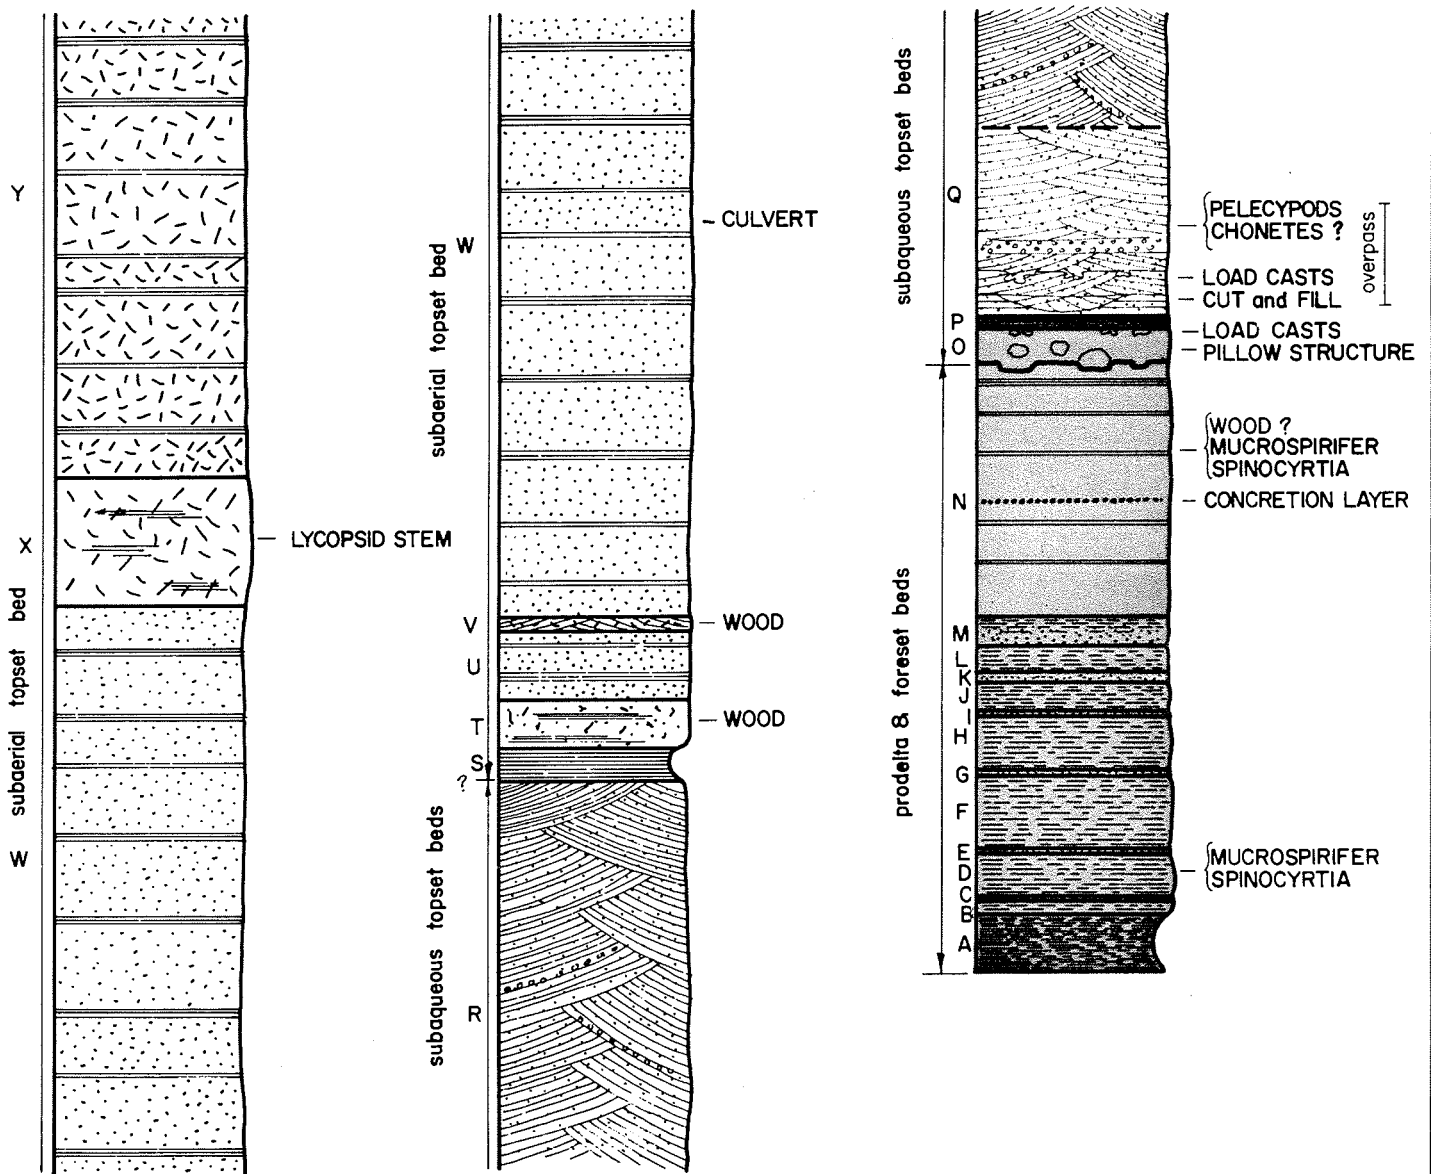 Y
X
LYCOPSID STEM
subaerial topset bed
W
CULVERT
W
subaerial topset bed
V
WOOD
U
T
WOOD
S
?
subaqueous topset beds
R
subaqueous topset beds
Q
PELECYPODS
CHONETES ?
overpass
LOAD CASTS
CUT and FILL
P
LOAD CASTS
O
PILLOW STRUCTURE
WOOD ?
MUCROSPIRIFER
SPINOCYRTIA
N
CONCRETION LAYER
prodelta & foreset beds
M
L
K
J
I
H
G
F
E
D
MUCROSPIRIFER
SPINOCYRTIA
C
B
A